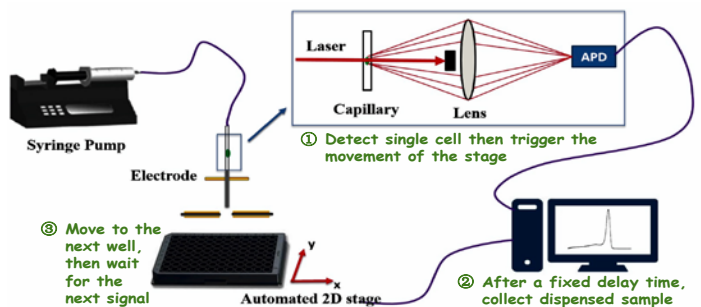 Laser
APD
Capillary
Lens
Syringe Pump
① Detect single cell then trigger the
movement of the stage
Electrode
③ Move to the
next well,
then wait
for the
next signal
y
x
Automated 2D stage
② After a fixed delay time,
collect dispensed sample